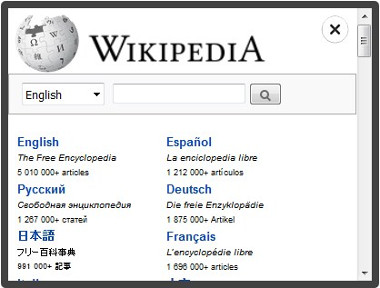 WIKIPEDIA
English
English
The Free Encyclopedia
5 010 000+ articles
Español
La enciclopedia libre
1 212 000+ artículos
Русский
Свободная энциклопедия
1 267 000+ статей
Deutsch
Die freie Enzyklopädie
1 875 000+ Artikel
日本語
フリー百科事典
991 000+ 記事
Français
L'encyclopédie libre
1 696 000+ articles